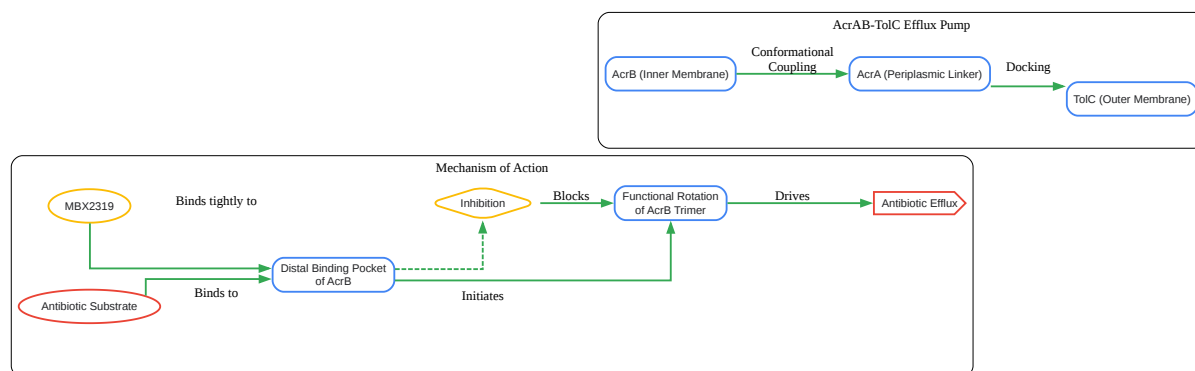 AcrAB-TolC Efflux Pump
Conformational
Coupling
Docking
AcrB (Inner Membrane)
AcrA (Periplasmic Linker)
TolC (Outer Membrane)
Mechanism of Action
MBX2319
Binds tightly to
Inhibition
Blocks
Functional Rotation
of AcrB Trimer
Drives
Antibiotic Efflux
Distal Binding Pocket
of AcrB
Antibiotic Substrate
Binds to
Initiates